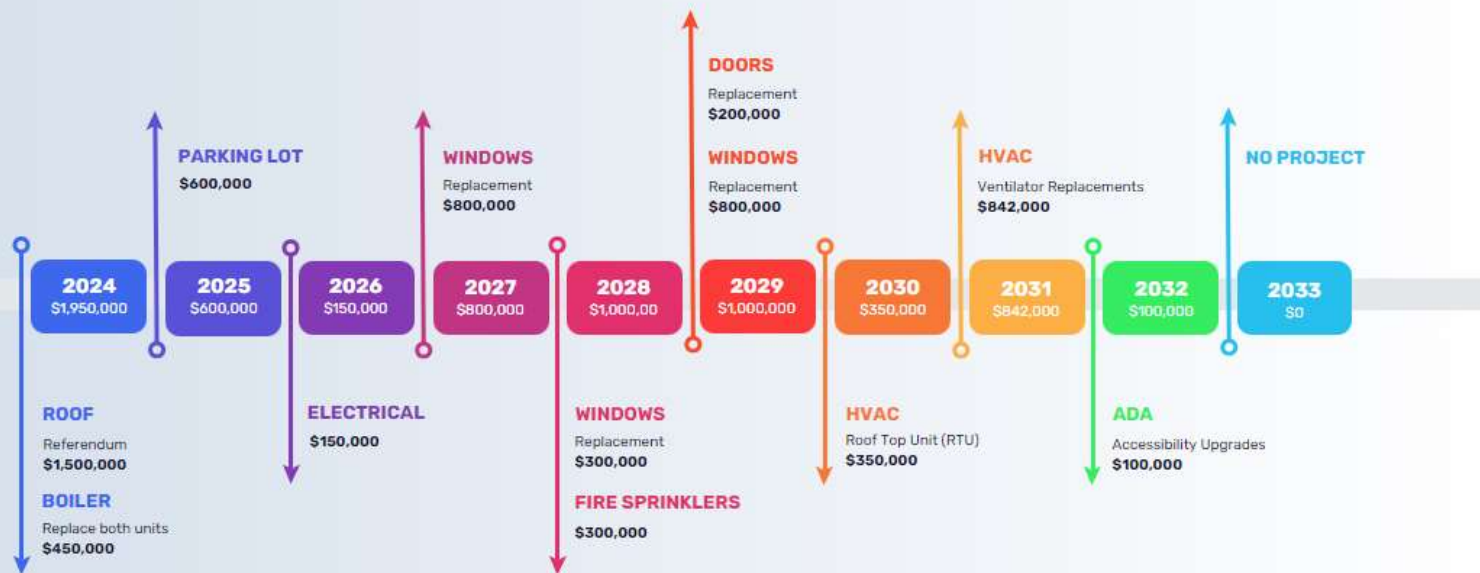 DOORS
Replacement
$200,000
PARKING LOT
$600,000
WINDOWS
Replacement
$800,000
WINDOWS
Replacement
$800,000
HVAC
Ventilator Replacements
$842,000
NO PROJECT
2024
$1,950,000
2025
$600,000
2026
$150,000
2027
$800,000
2028
$1,000,00
2029
$1,000,000
2030
$350,000
2031
$842,000
2032
$100,000
2033
$0
ROOF
Referendum
$1,500,000
BOILER
Replace both units
$450,000
ELECTRICAL
$150,000
WINDOWS
Replacement
$300,000
FIRE SPRINKLERS
$300,000
HVAC
Roof Top Unit (RTU)
$350,000
ADA
Accessibility Upgrades
$100,000